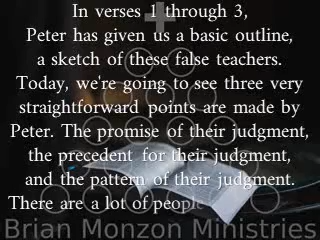 In verses 1 through 3,
Peter has given us a basic outline,
a sketch of these false teachers.
Today, we're going to see three very
straightforward points are made by
Peter. The promise of their judgment,
the precedent for their judgment,
and the pattern of their judgment.
There are a lot of people
Brian Monzon Ministries